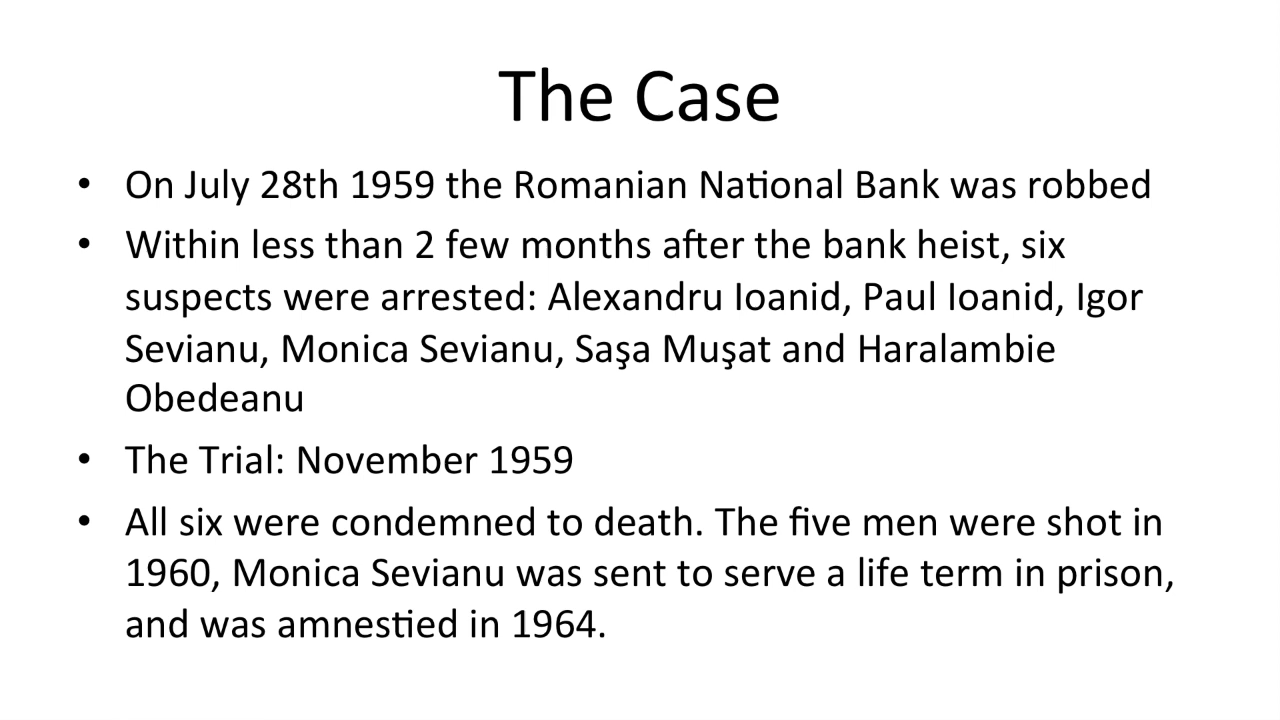 The Case
• On July 28th 1959 the Romanian National Bank was robbed
• Within less than 2 few months after the bank heist, six
suspects were arrested: Alexandru Ioanid, Paul Ioanid, Igor
Sevianu, Monica Sevianu, Saşa Muşat and Haralambie
Obedeanu
• The Trial: November 1959
• All six were condemned to death. The five men were shot in
1960, Monica Sevianu was sent to serve a life term in prison,
and was amnestied in 1964.